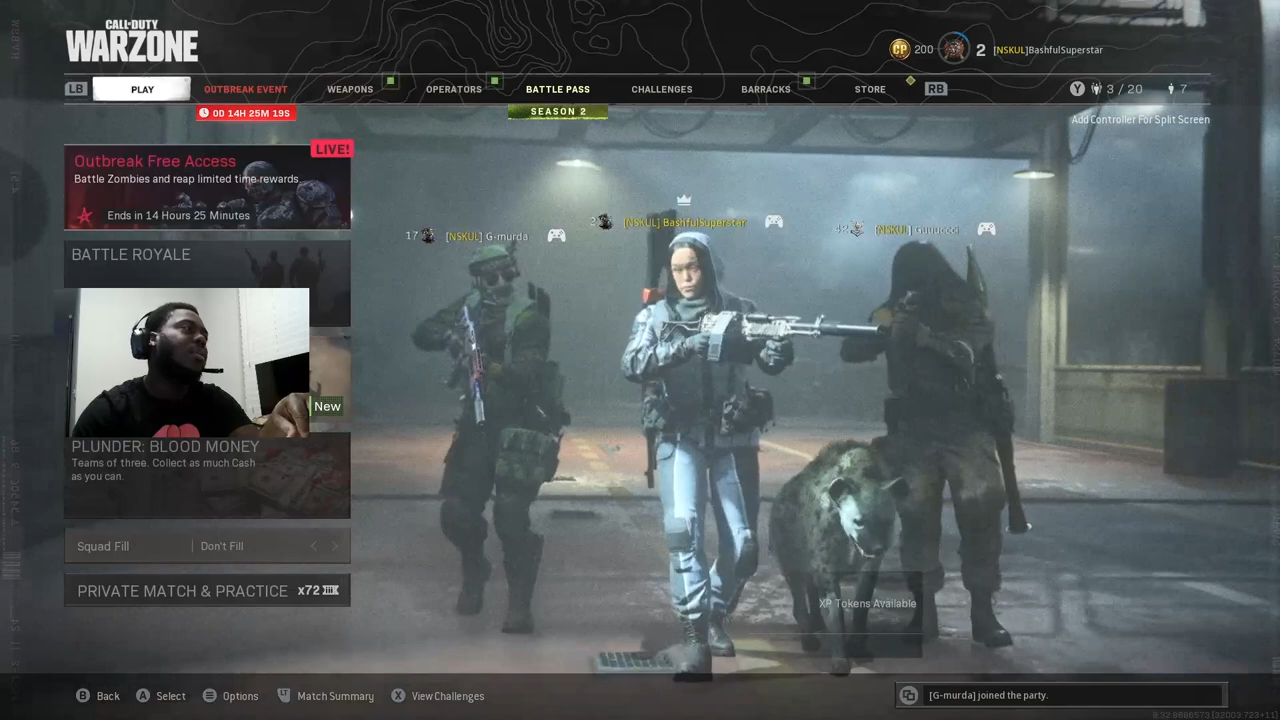 CALL OF DUTY
WARZONE
CP 200 2 [NSKUL]BashfulSuperstar
LB PLAY OUTBREAK EVENT WEAPONS OPERATORS BATTLE PASS CHALLENGES BARRACKS STORE RB Y 3 / 20 7
0D 14H 25M 19S
SEASON 2
Add Controller For Split Screen
LIVE!
Outbreak Free Access
Battle Zombies and reap limited time rewards.
Ends in 14 Hours 25 Minutes
17 [NSKUL] G-murda
[NSKUL] BashfulSuperstar
42 [NSKUL] Guuuccci
BATTLE ROYALE
New
PLUNDER: BLOOD MONEY
Teams of three. Collect as much Cash
as you can.
Squad Fill Don't Fill
PRIVATE MATCH & PRACTICE x72
XP Tokens Available
B Back A Select Options LT Match Summary X View Challenges
[G-murda] joined the party.